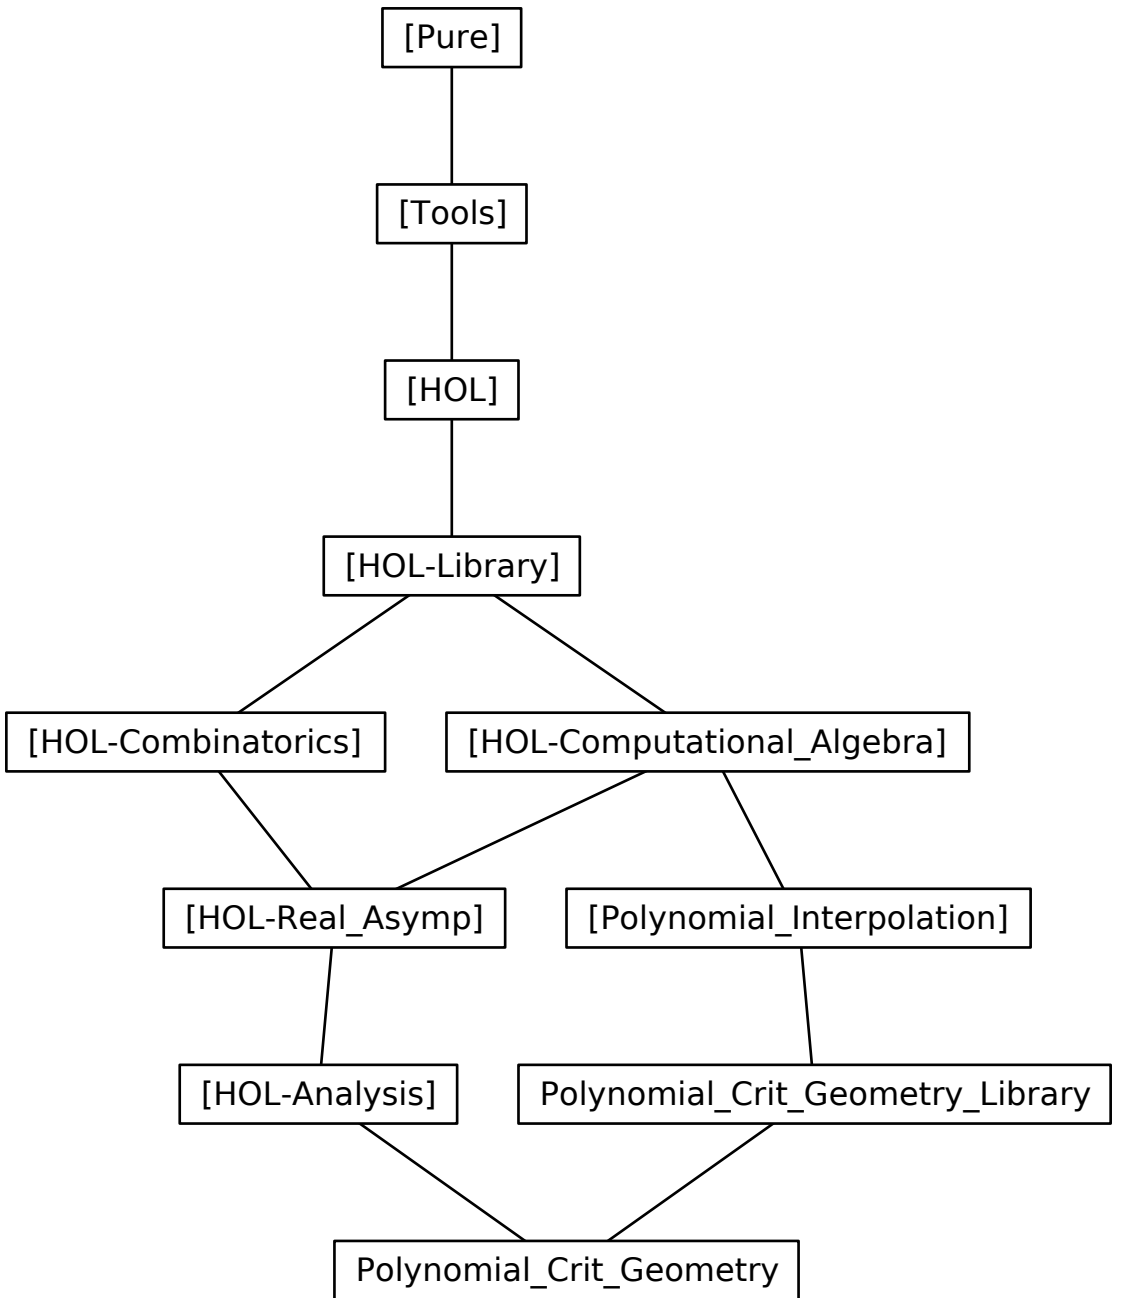 [Pure]
[Tools]
[HOL]
[HOL-Library]
[HOL-Combinatorics]
[HOL-Computational_Algebra]
[HOL-Real_Asymp]
[Polynomial_Interpolation]
[HOL-Analysis]
Polynomial_Crit_Geometry_Library
Polynomial_Crit_Geometry